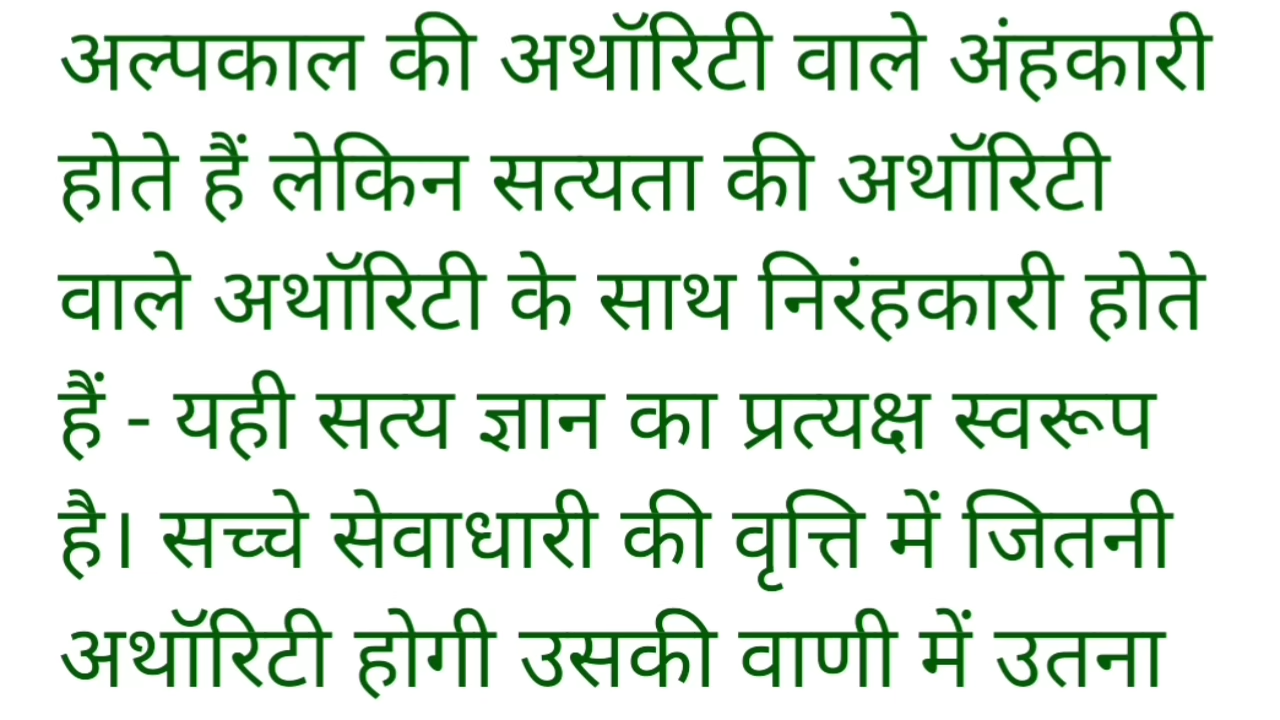 अल्पकाल की अथॉरिटी वाले अंहकारी
होते हैं लेकिन सत्यता की अथॉरिटी
वाले अथॉरिटी के साथ निरंहकारी होते
हैं - यही सत्य ज्ञान का प्रत्यक्ष स्वरूप
है। सच्चे सेवाधारी की वृत्ति में जितनी
अथॉरिटी होगी उसकी वाणी में उतना